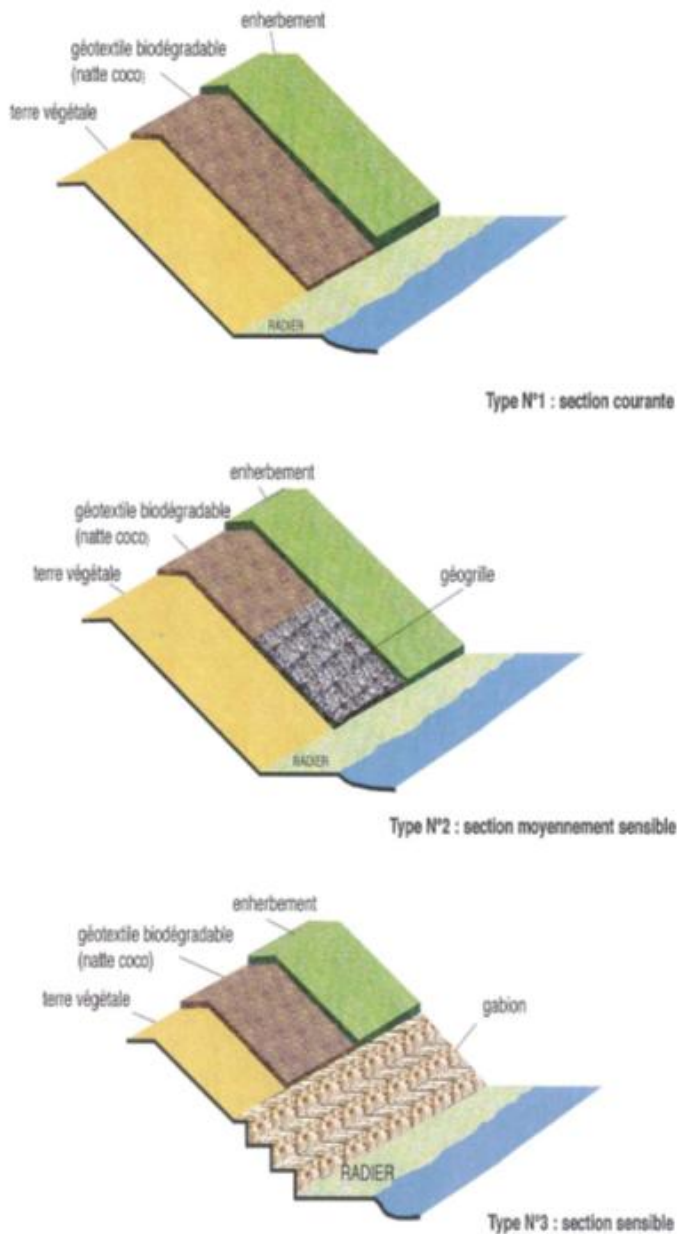 enherbement
géotextile biodégradable
(natte coco)
terre végétale
RADIER
Type N°1 : section courante
enherbement
géotextile biodégradable
(natte coco)
terre végétale
géogrille
RADIER
Type N°2 : section moyennement sensible
enherbement
géotextile biodégradable
(natte coco)
terre végétale
gabion
RADIER
Type N°3 : section sensible